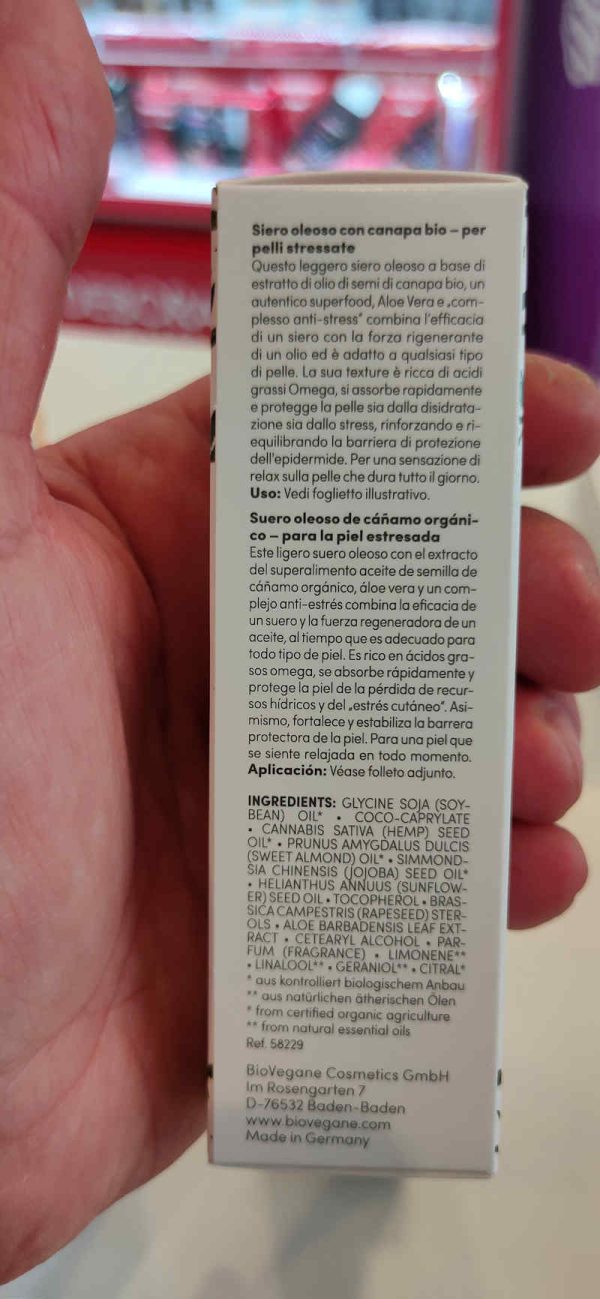 Siero oleoso con canapa bio – per
pelli stressate
Questo leggero siero oleoso a base di
estratto di olio di semi di canapa bio, un
autentico superfood, Aloe Vera e „com-
plesso anti-stress“ combina l'efficacia
di un siero con la forza rigenerante
di un olio ed è adatto a qualsiasi tipo
di pelle. La sua texture è ricca di acidi
grassi Omega, si assorbe rapidamente
e protegge la pelle sia dalla disidrata-
zione sia dallo stress, rinforzando e ri-
equilibrando la barriera di protezione
dell'epidermide. Per una sensazione di
relax sulla pelle che dura tutto il giorno.
Uso: Vedi foglietto illustrativo.
Suero oleoso de cáñamo orgáni-
co – para la piel estresada
Este ligero suero oleoso con el extracto
del superalimento aceite de semilla de
cáñamo orgánico, áloe vera y un com-
plejo anti-estrés combina la eficacia de
un suero y la fuerza regeneradora de un
aceite, al tiempo que es adecuado para
todo tipo de piel. Es rico en ácidos gra-
sos omega, se absorbe rápidamente y
protege la piel de la pérdida de recur-
sos hídricos y del „estrés cutáneo“. Asi-
mismo, fortalece y estabiliza la barrera
protectora de la piel. Para una piel que
se siente relajada en todo momento.
Aplicación: Véase folleto adjunto.
INGREDIENTS: GLYCINE SOJA (SOY-
BEAN) OIL* • COCO-CAPRYLATE
• CANNABIS SATIVA (HEMP) SEED
OIL* • PRUNUS AMYGDALUS DULCIS
(SWEET ALMOND) OIL* • SIMMOND-
SIA CHINENSIS (JOJOBA) SEED OIL*
• HELIANTHUS ANNUUS (SUNFLOW-
ER) SEED OIL • TOCOPHEROL • BRAS-
SICA CAMPESTRIS (RAPESEED) STER-
OLS • ALOE BARBADENSIS LEAF EXT-
RACT • CETEARYL ALCOHOL • PAR-
FUM (FRAGRANCE) • LIMONENE**
• LINALOOL** • GERANIOL** • CITRAL*
* aus kontrolliert biologischem Anbau
** aus natürlichen ätherischen Ölen
* from certified organic agriculture
** from natural essential oils
Ref. 58229
BioVegane Cosmetics GmbH
Im Rosengarten 7
D-76532 Baden-Baden
www.biovegane.com
Made in Germany